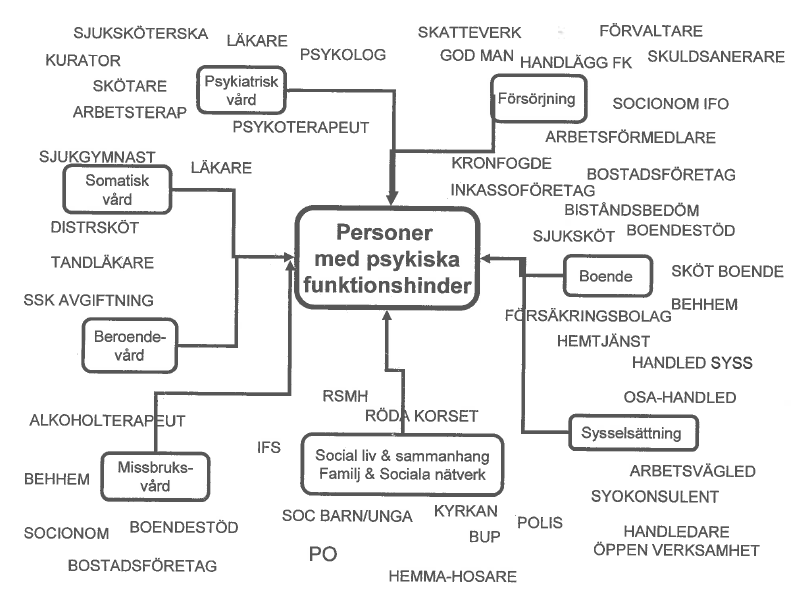 SJUKSKÖTERSKA
LÄKARE
KURATOR
PSYKOLOG
SKÖTARE
Psykiatrisk
vård
ARBETSTERAP
PSYKOTERAPEUT
SKATTEVERK
FÖRVALTARE
GOD MAN
HANDLÄGG FK
SKULDSANERARE
Försörjning
SOCIONOM IFO
ARBETSFÖRMEDLARE
KRONFOGDE
BOSTADSFÖRETAG
INKASSOFÖRETAG
SJUKGYMNAST
LÄKARE
Somatisk
vård
DISTRSKÖT
TANDLÄKARE
SSK AVGIFTNING
Beroende-
vård
Personer
med psykiska
funktionshinder
BISTÅNDSBEDÖM
SJUKSKÖT
BOENDESTÖD
Boende
SKÖT BOENDE
BEHHEM
FÖRSÄKRINGSBOLAG
HEMTJÄNST
HANDLED SYSS
OSA-HANDLED
Sysselsättning
ARBETSVÄGLED
SYOKONSULENT
HANDLEDARE
ÖPPEN VERKSAMHET
ALKOHOLTERAPEUT
Missbruks-
vård
BEHHEM
SOCIONOM
BOENDESTÖD
BOSTADSFÖRETAG
RSMH
RÖDA KORSET
IFS
Social liv & sammanhang
Familj & Sociala nätverk
SOC BARN/UNGA
KYRKAN
POLIS
BUP
PO
HEMMA-HOSARE